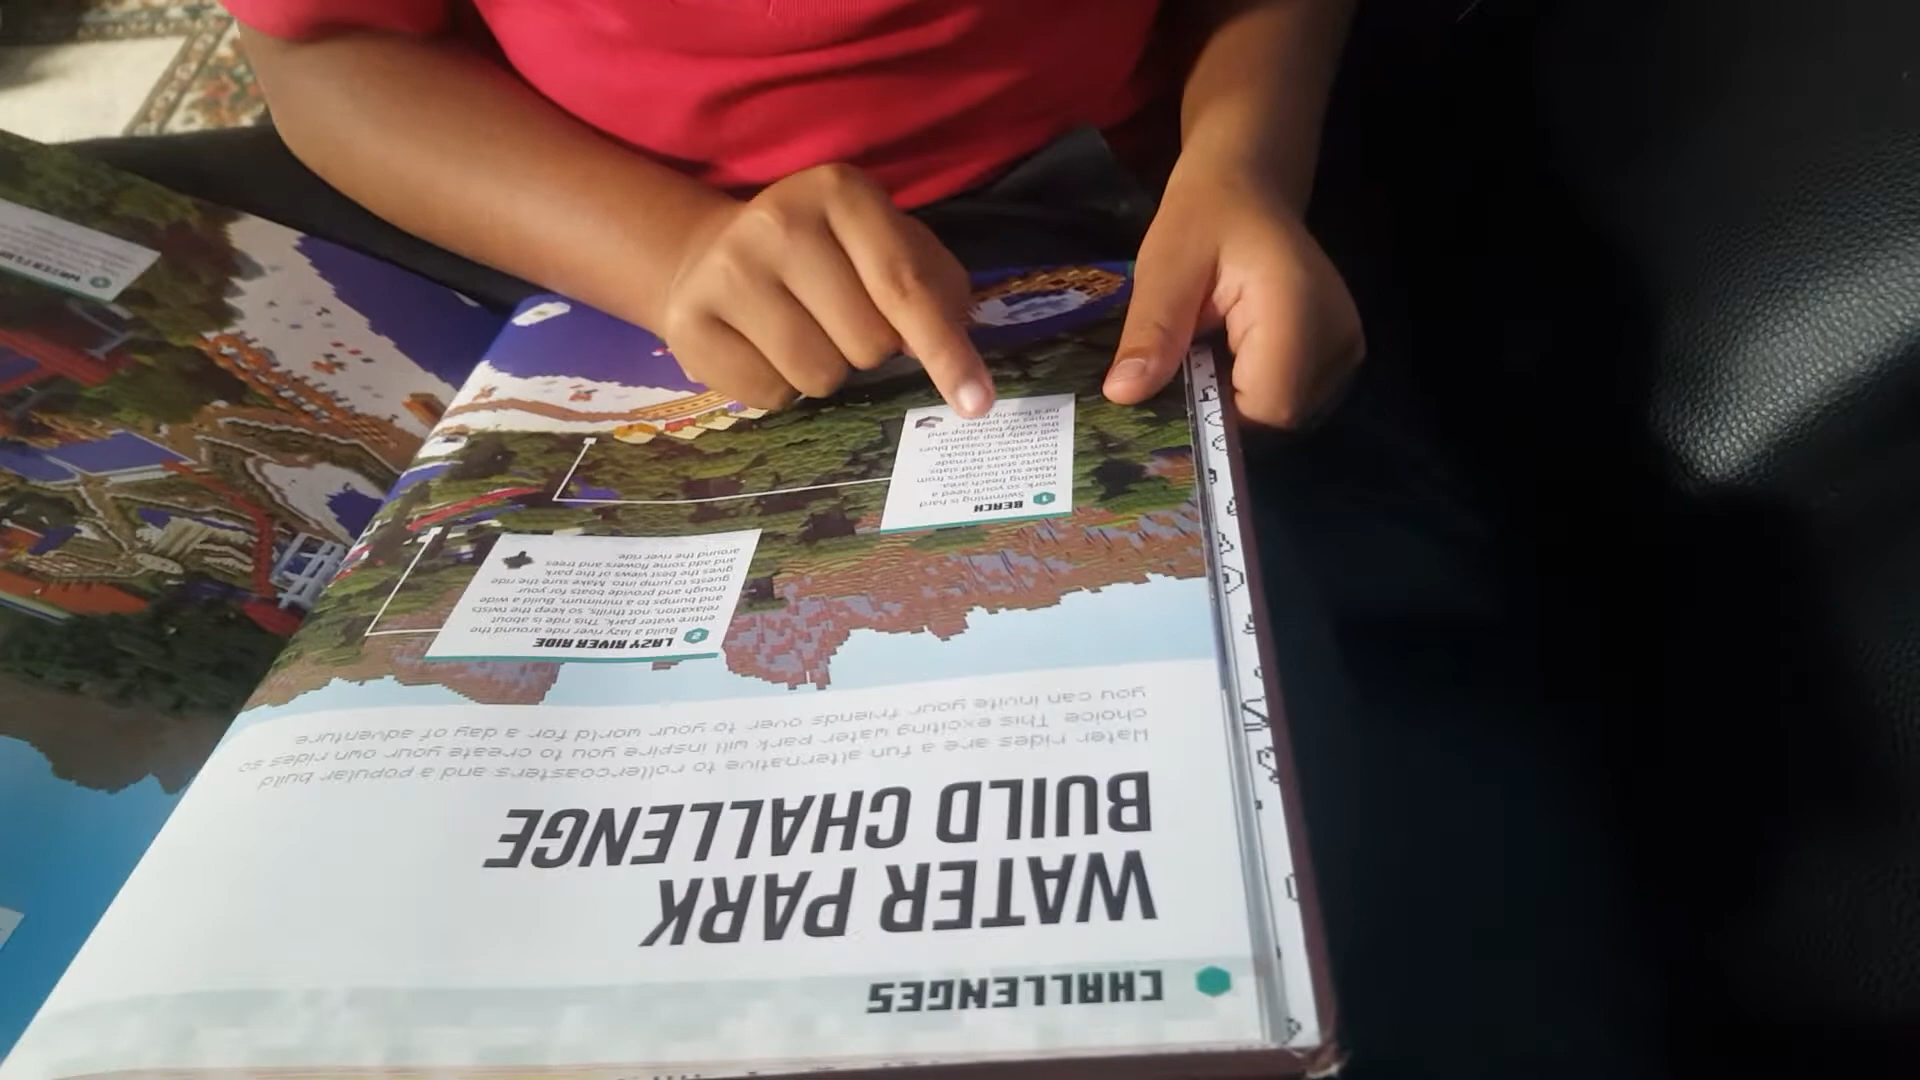 CHALLENGES
WATER PARK
BUILD CHALLENGE
Water rides are a fun alternative to rollercoasters and a popular build
choice. This exciting water park will inspire you to create your own rides so
you can invite your friends over to your world for a day of adventure
2 LAZY RIVER RIDE
Build a lazy river ride around the
entire water park. This ride is about
relaxation, not thrills, so keep the twists
and bumps to a minimum. Build a wide
trough and provide boats for your
guests to jump into. Make sure the ride
gives the best views of the park
and add some flowers and trees
around the river ride.
1 BEACH
Swimming is hard
work, so you'll need a
relaxing beach area.
Make sun loungers from
quartz stairs and slabs.
Parasols can be made
from coloured blocks
and fences. Coastal blues
will really pop against
the sandy backdrop and
stripes are perfect
for a beachy
WATER